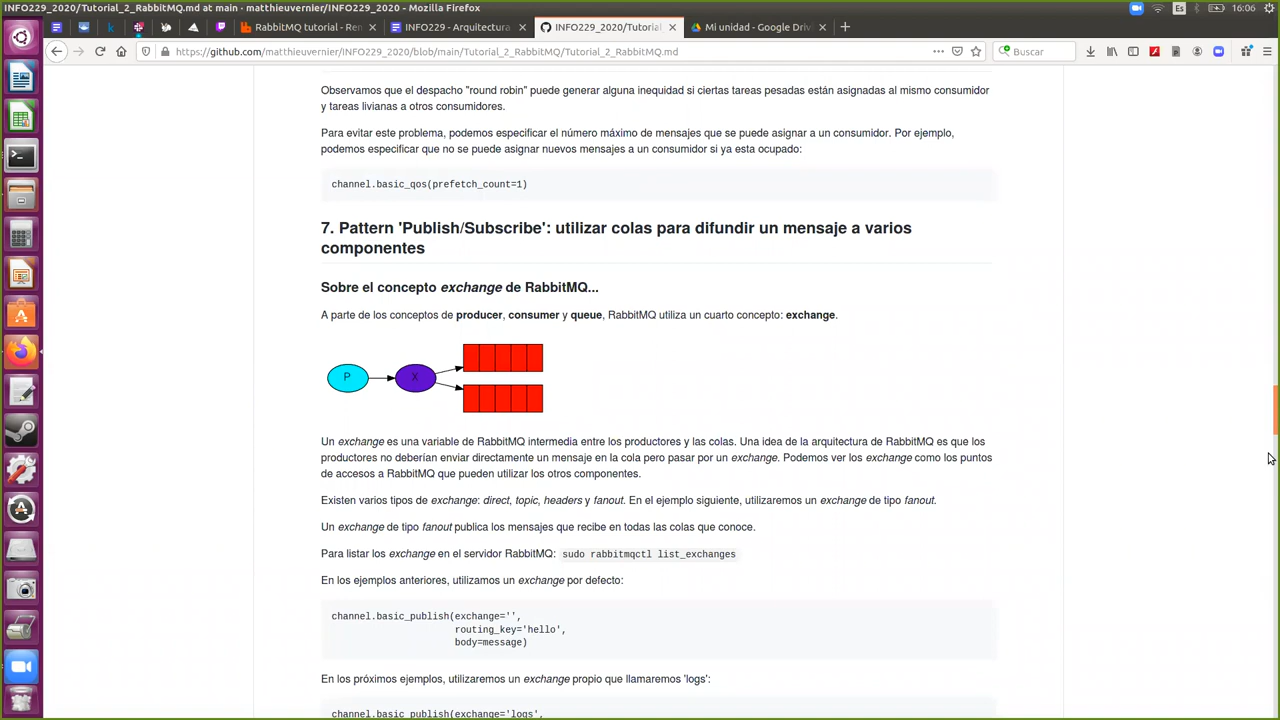 INFO229_2020/Tutorial_2_RabbitMQ.md at main · matthieuvernier/INFO229_2020 - Mozilla Firefox
Es
16:06
RabbitMQ tutorial - Re
INFO229 - Arquitectura
INFO229_2020/Tutorial
Mi unidad - Google Driv
https://github.com/matthieuvernier/INFO229_2020/blob/main/Tutorial_2_RabbitMQ/Tutorial_2_RabbitMQ.md
Buscar
Observamos que el despacho "round robin" puede generar alguna inequidad si ciertas tareas pesadas están asignadas al mismo consumidor
y tareas livianas a otros consumidores.
Para evitar este problema, podemos especificar el número máximo de mensajes que se puede asignar a un consumidor. Por ejemplo,
podemos especificar que no se puede asignar nuevos mensajes a un consumidor si ya esta ocupado:
channel.basic_qos(prefetch_count=1)
7. Pattern 'Publish/Subscribe': utilizar colas para difundir un mensaje a varios
componentes
Sobre el concepto exchange de RabbitMQ...
A parte de los conceptos de producer, consumer y queue, RabbitMQ utiliza un cuarto concepto: exchange.
P X
Un exchange es una variable de RabbitMQ intermedia entre los productores y las colas. Una idea de la arquitectura de RabbitMQ es que los
productores no deberían enviar directamente un mensaje en la cola pero pasar por un exchange. Podemos ver los exchange como los puntos
de accesos a RabbitMQ que pueden utilizar los otros componentes.
Existen varios tipos de exchange: direct, topic, headers y fanout. En el ejemplo siguiente, utilizaremos un exchange de tipo fanout.
Un exchange de tipo fanout publica los mensajes que recibe en todas las colas que conoce.
Para listar los exchange en el servidor RabbitMQ: sudo rabbitmqctl list_exchanges
En los ejemplos anteriores, utilizamos un exchange por defecto:
channel.basic_publish(exchange='',
routing_key='hello',
body=message)
En los próximos ejemplos, utilizaremos un exchange propio que llamaremos 'logs':
channel.basic_publish(exchange='logs',